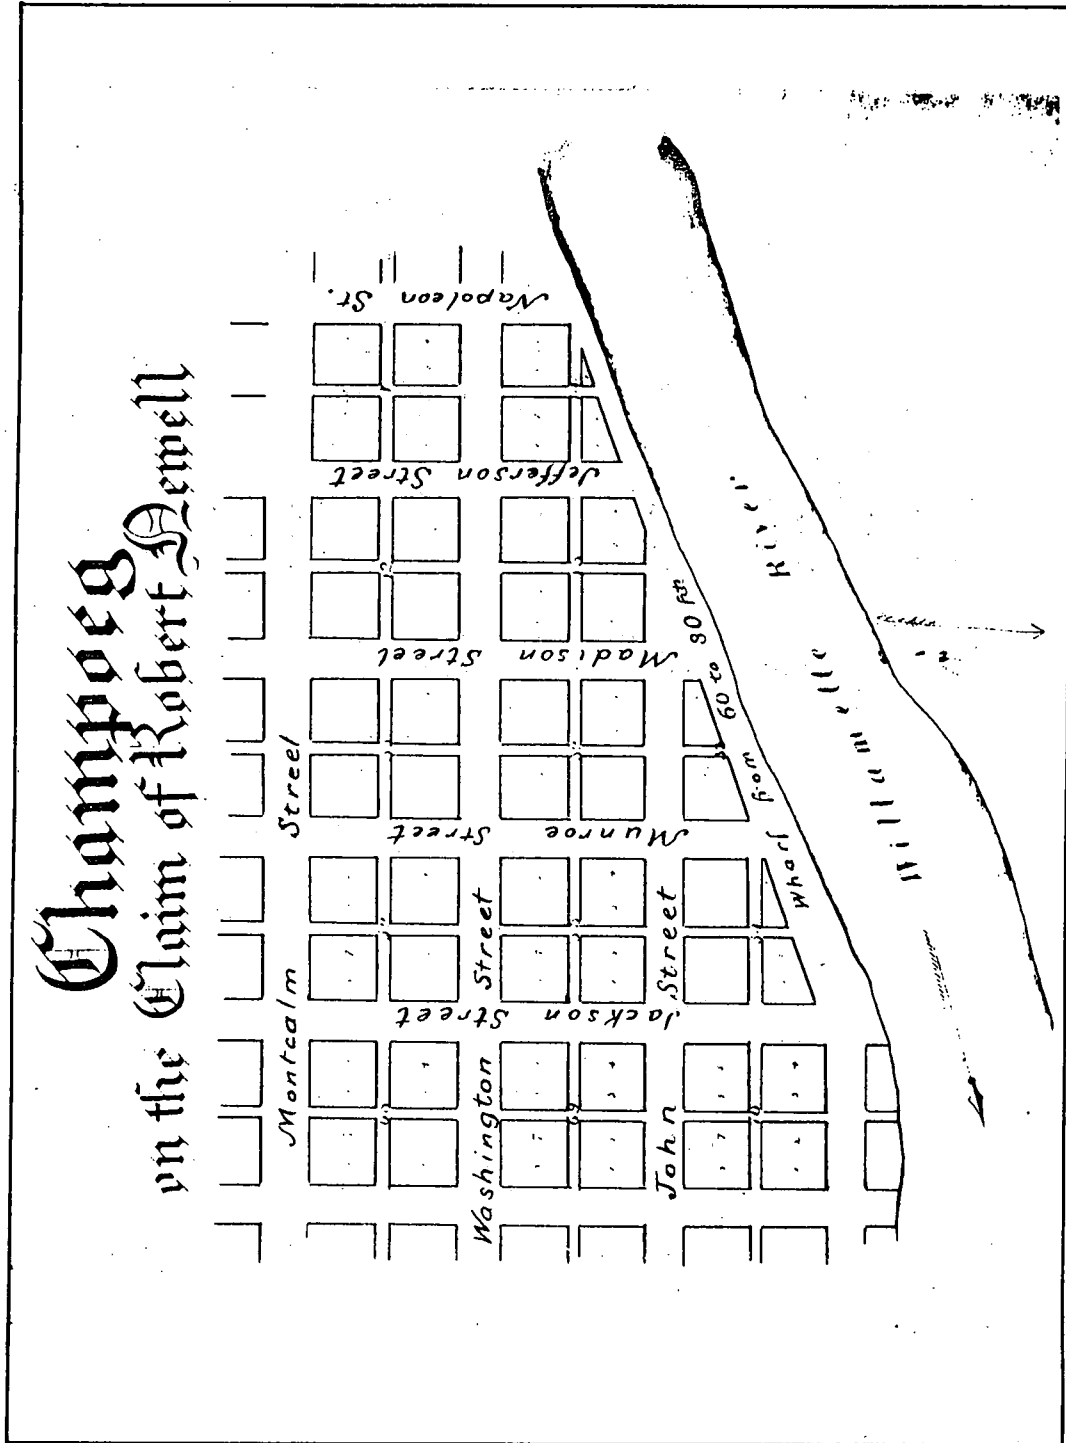 Champoeg
on the Claim of Robert Newell
Montcalm Street
Washington Street
John Street
Napoleon St.
Jefferson Street
Madison Street
Munroe Street
Jackson Street
Wharf from 60 to 80 ft.
Willamette River.